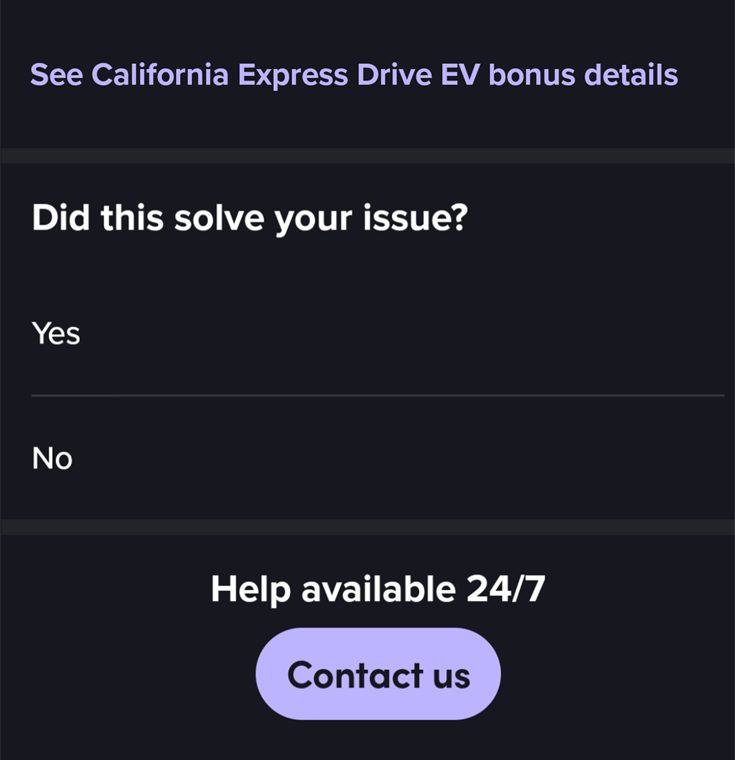 See California Express Drive EV bonus details
Did this solve your issue?
Yes
No
Help available 24/7
Contact us